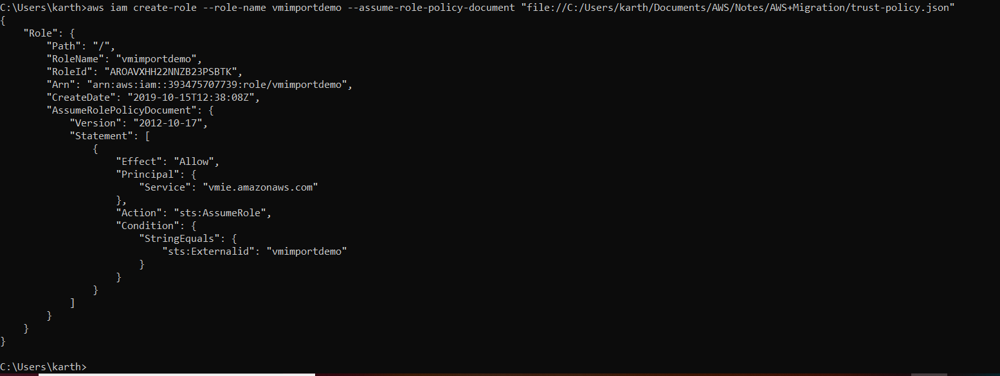 C:\Users\karth>aws iam create-role --role-name vmimportdemo --assume-role-policy-document "file://C:/Users/karth/Documents/AWS/Notes/AWS+Migration/trust-policy.json"
{
    "Role": {
        "Path": "/",
        "RoleName": "vmimportdemo",
        "RoleId": "AROAVXHH22NNZB23PSBTK",
        "Arn": "arn:aws:iam::393475707739:role/vmimportdemo",
        "CreateDate": "2019-10-15T12:38:08Z",
        "AssumeRolePolicyDocument": {
            "Version": "2012-10-17",
            "Statement": [
                {
                    "Effect": "Allow",
                    "Principal": {
                        "Service": "vmie.amazonaws.com"
                    },
                    "Action": "sts:AssumeRole",
                    "Condition": {
                        "StringEquals": {
                            "sts:Externalid": "vmimportdemo"
                        }
                    }
                }
            ]
        }
    }
}
C:\Users\karth>